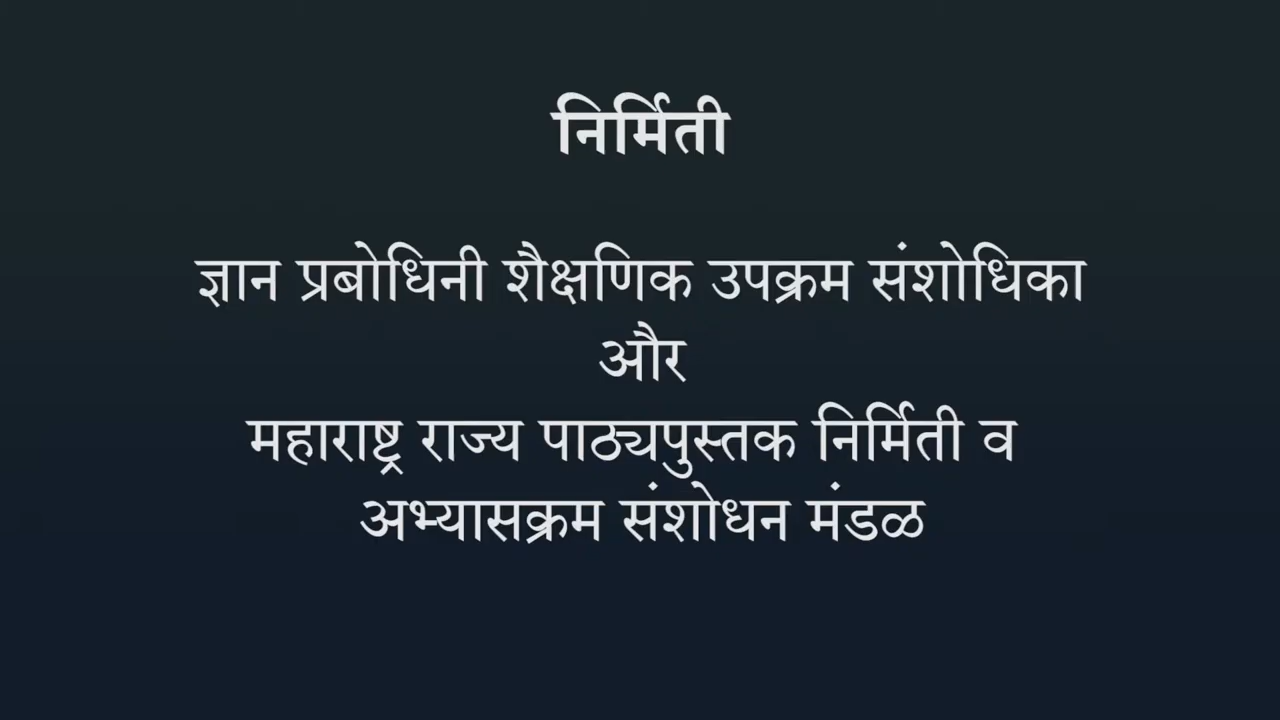 निर्मिती
ज्ञान प्रबोधिनी शैक्षणिक उपक्रम संशोधिका
और
महाराष्ट्र राज्य पाठ्यपुस्तक निर्मिती व
अभ्यासक्रम संशोधन मंडळ